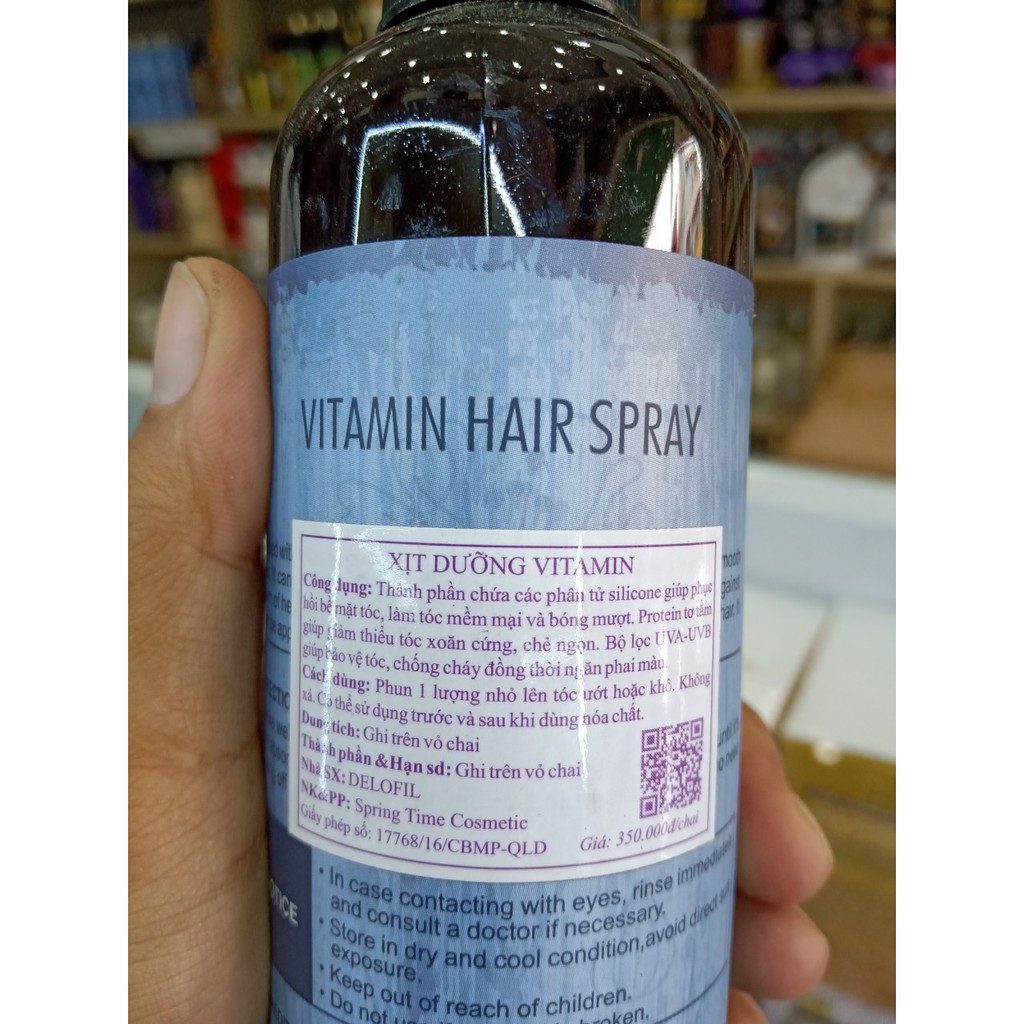 VITAMIN HAIR SPRAY
XỊT DƯỠNG VITAMIN
Công dụng: Thành phần chứa các phân tử silicone giúp phục
hồi bề mặt tóc, làm tóc mềm mại và bóng mượt. Protein tơ tằm
giúp giảm thiểu tóc xoăn cứng, chẻ ngọn. Bộ lọc UVA-UVB
giúp bảo vệ tóc, chống cháy đồng thời ngăn phai màu.
Cách dùng: Phun 1 lượng nhỏ lên tóc ướt hoặc khô. Không
xả. Có thể sử dụng trước và sau khi dùng hóa chất.
Dung tích: Ghi trên vỏ chai
Thành phần & Hạn sd: Ghi trên vỏ chai
Nhà SX: DELOFIL
NK&PP: Spring Time Cosmetic
Giấy phép số: 17768/16/CBMP-QLD Giá: 350.000đ/chai
• In case contacting with eyes, rinse immediately
and consult a doctor if necessary.
• Store in dry and cool condition, avoid direct sun
exposure.
• Keep out of reach of children.
• Do not broken.